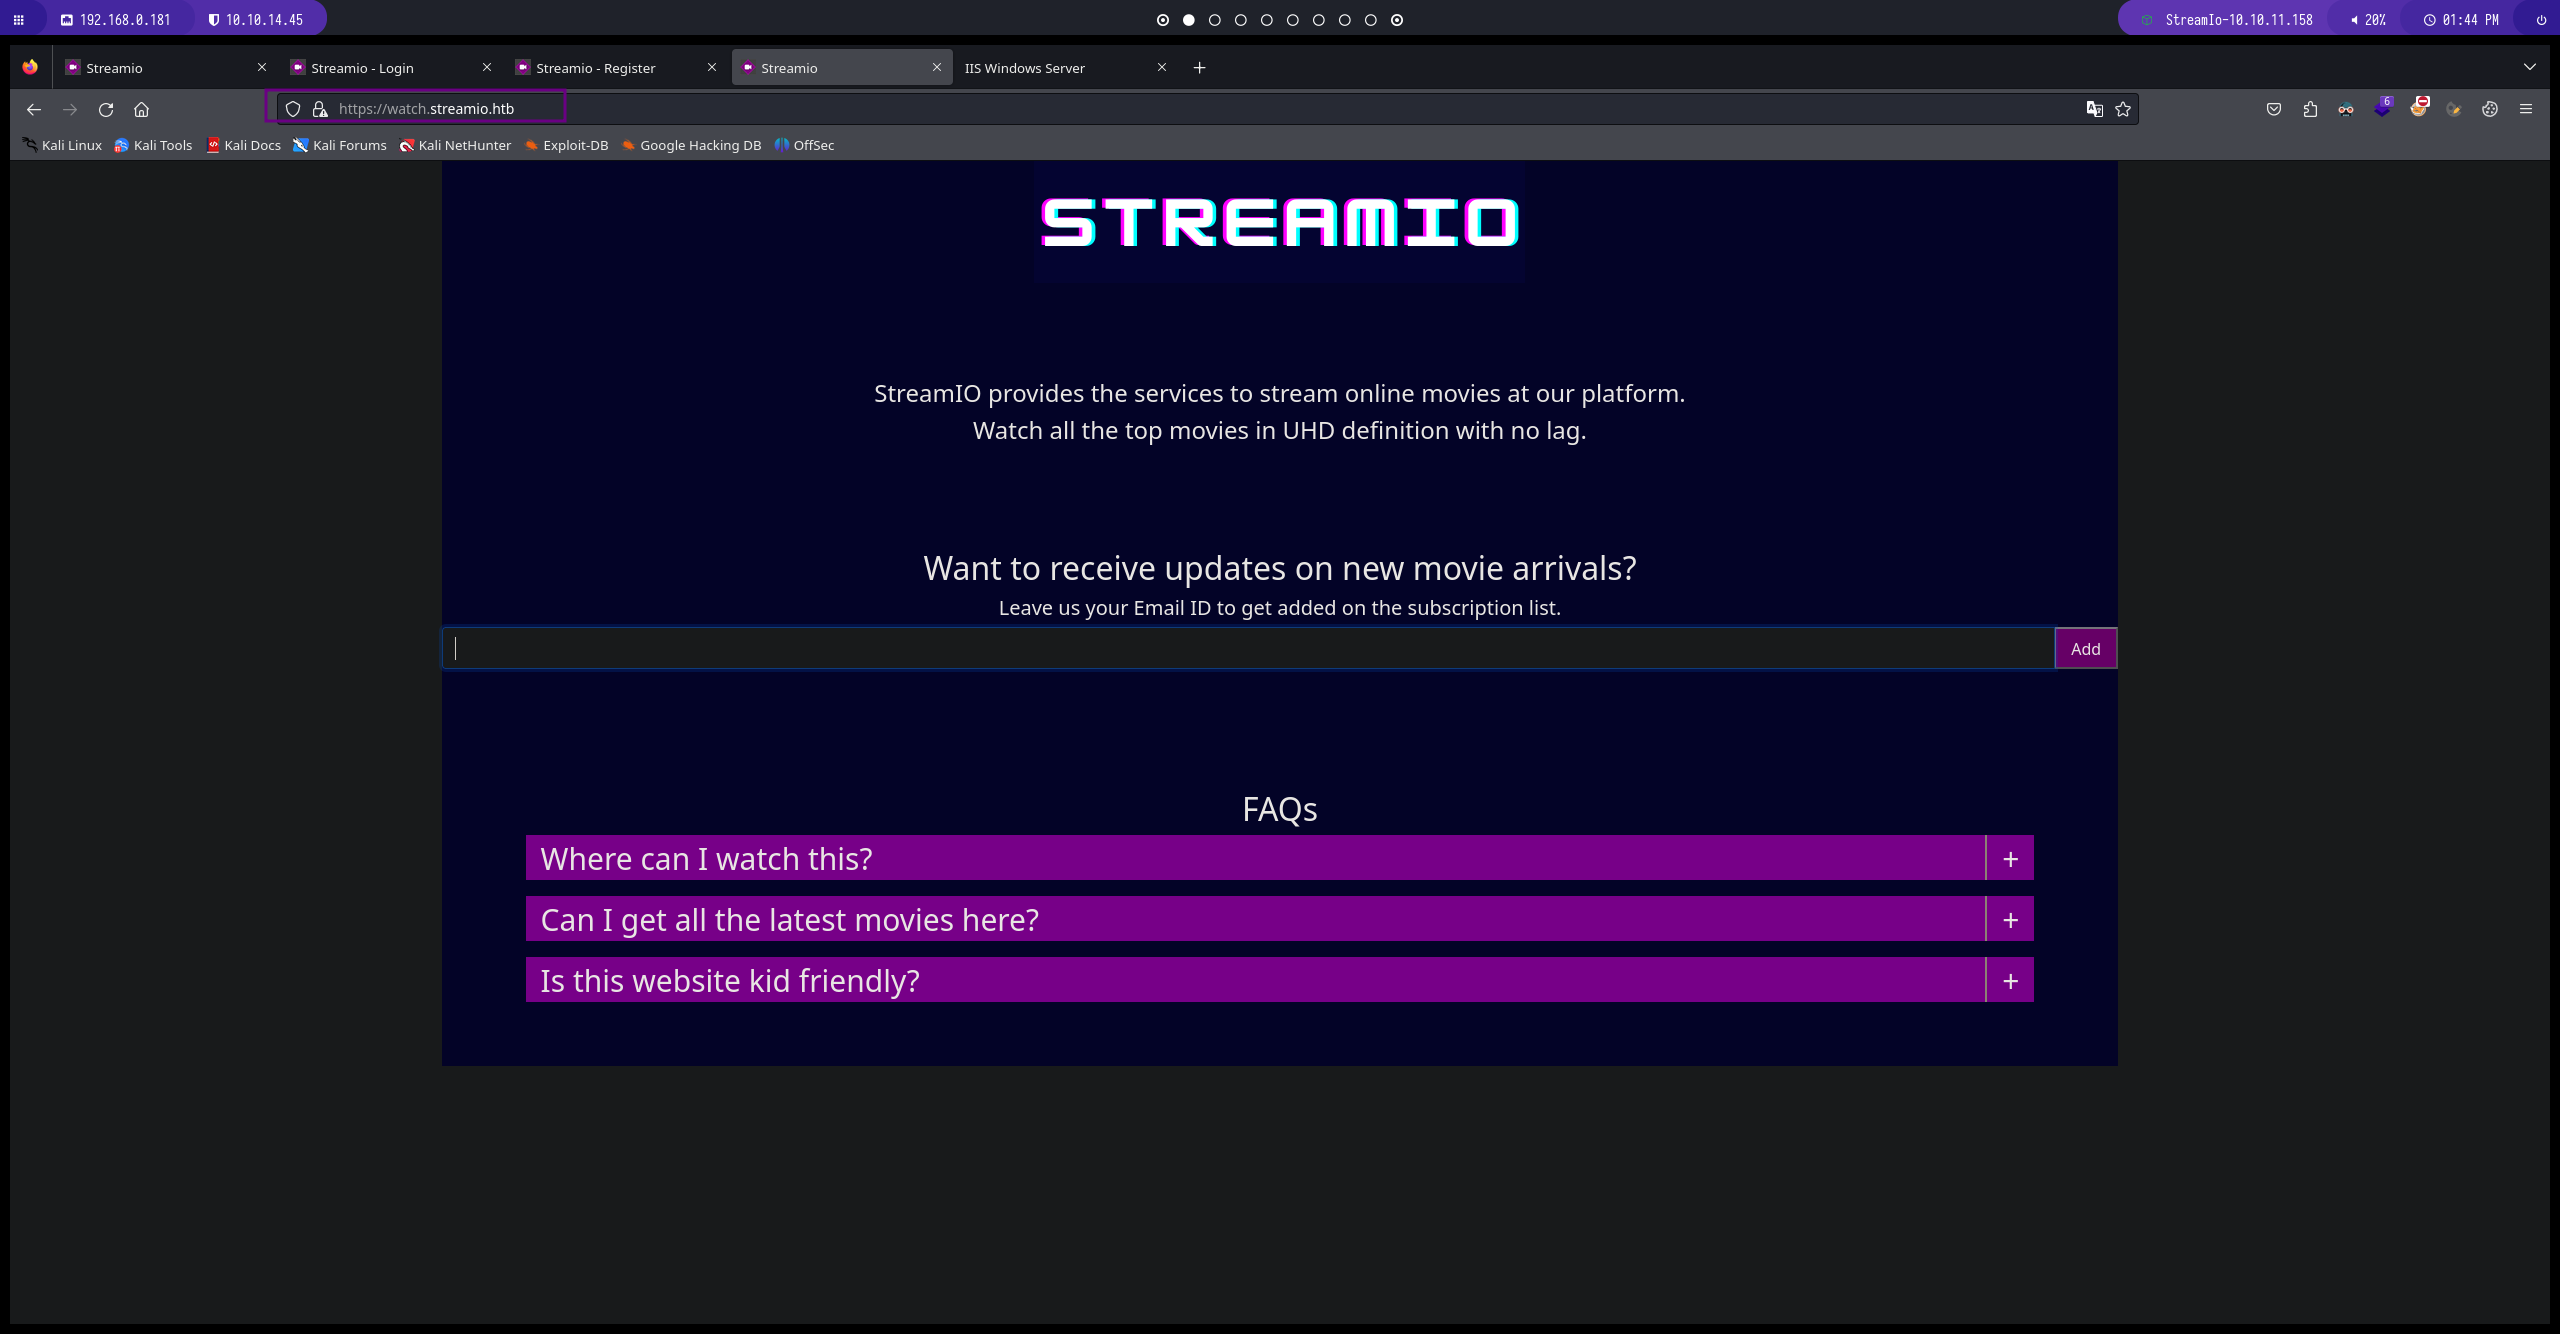 192.168.0.181 10.10.14.45 StreamIo-10.10.11.158 20% 01:44 PM
Streamio Streamio - Login Streamio - Register Streamio IIS Windows Server
https://watch.streamio.htb 6
Kali Linux Kali Tools Kali Docs Kali Forums Kali NetHunter Exploit-DB Google Hacking DB OffSec
STREAMIO
StreamIO provides the services to stream online movies at our platform.
Watch all the top movies in UHD definition with no lag.
Want to receive updates on new movie arrivals?
Leave us your Email ID to get added on the subscription list.
Add
FAQs
Where can I watch this? +
Can I get all the latest movies here? +
Is this website kid friendly? +